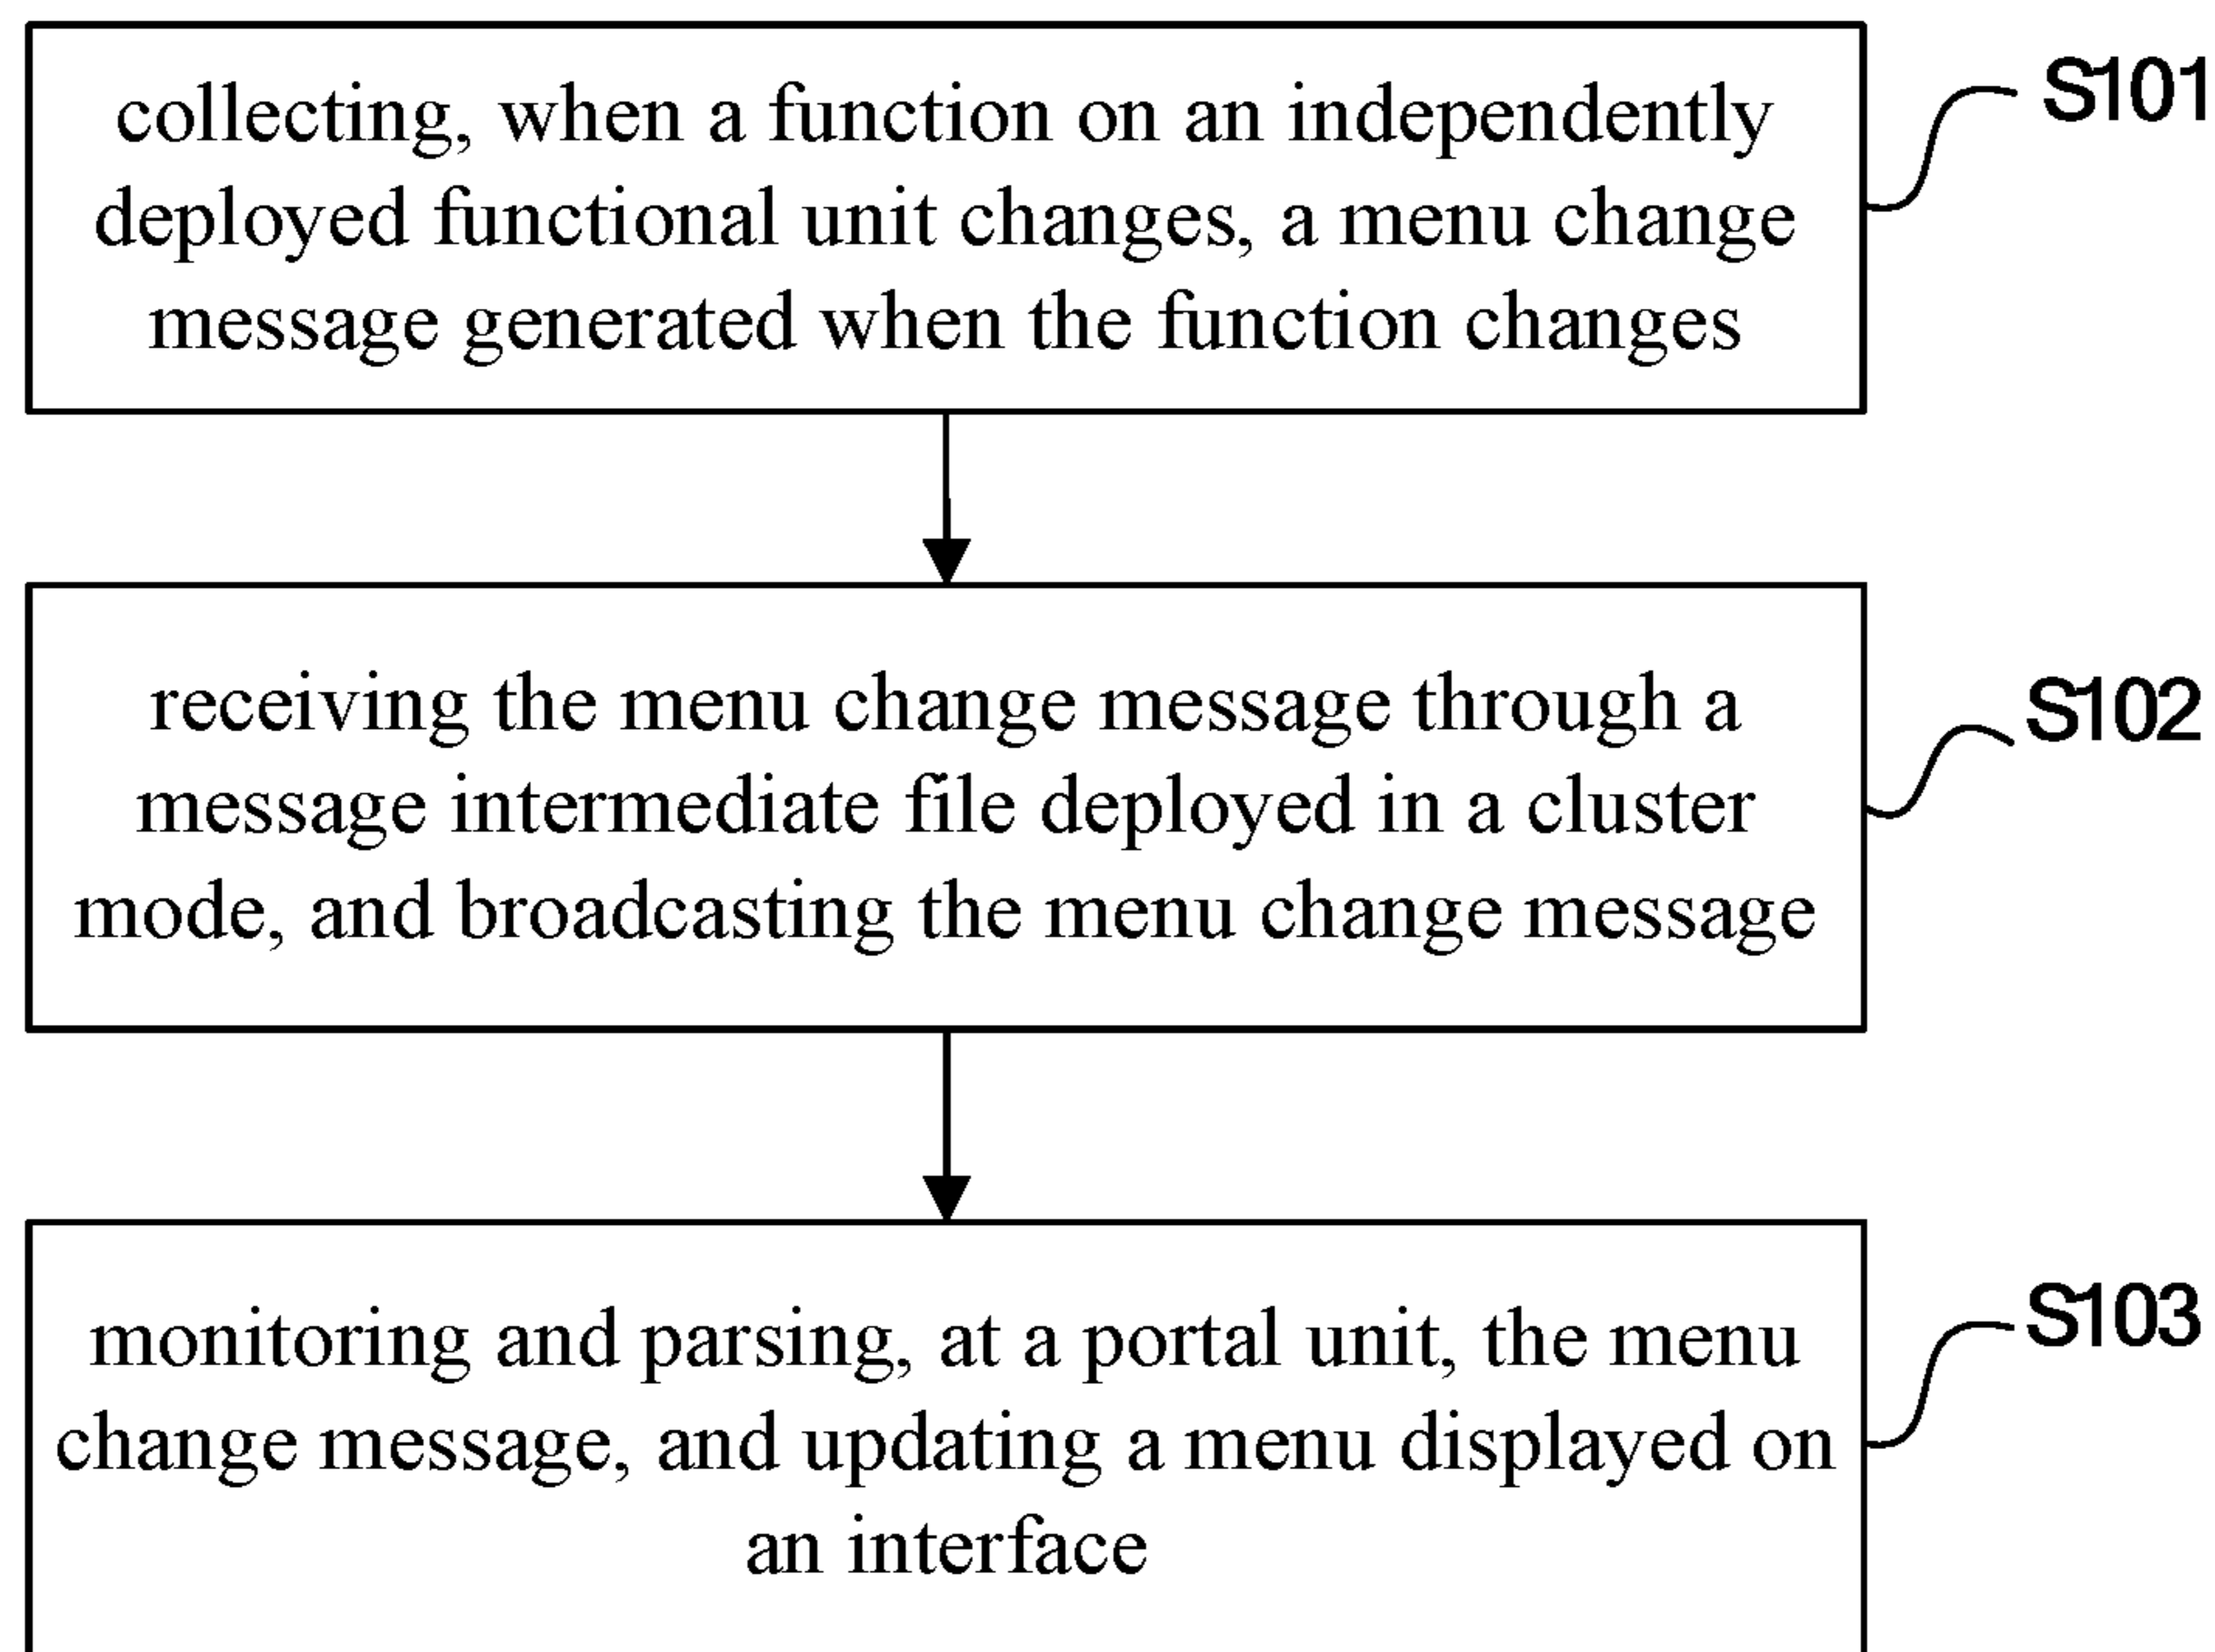 collecting, when a function on an independently
deployed functional unit changes, a menu change
message generated when the function changes
S101
receiving the menu change message through a
message intermediate file deployed in a cluster
mode, and broadcasting the menu change message
S102
monitoring and parsing, at a portal unit, the menu
change message, and updating a menu displayed on
an interface
S103